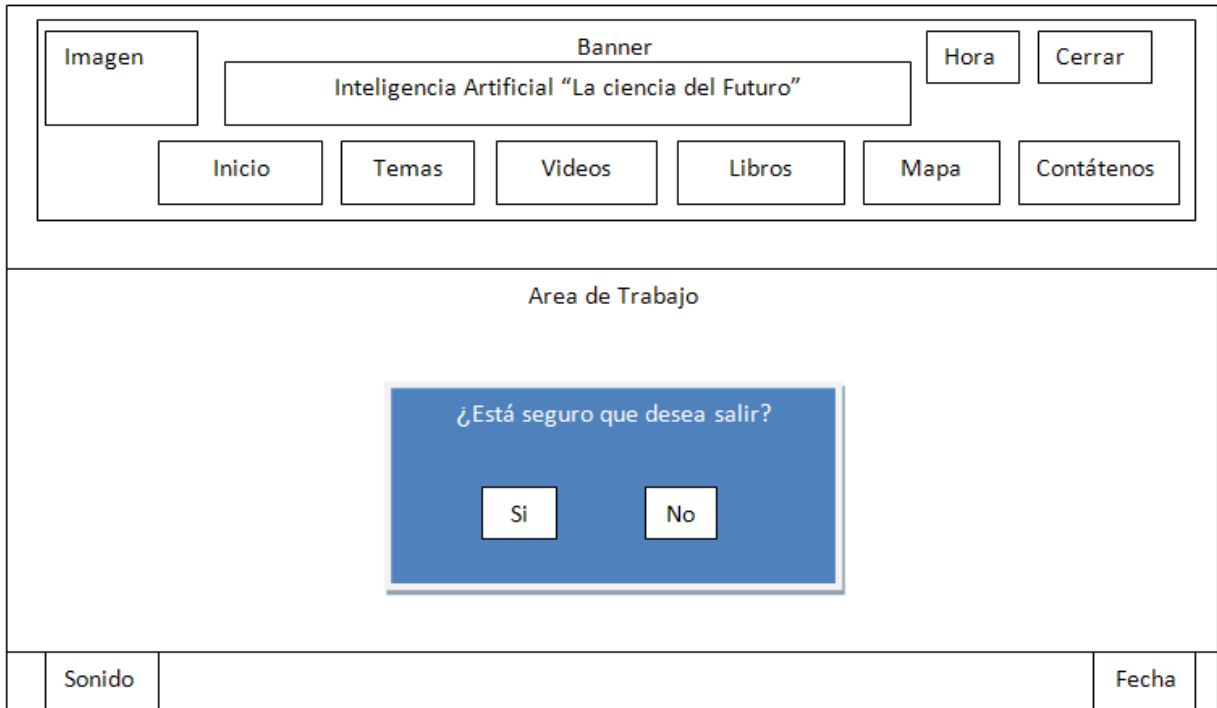 Imagen
Banner
Hora
Cerrar
Inteligencia Artificial “La ciencia del Futuro”
Inicio
Temas
Videos
Libros
Mapa
Contátenos
Area de Trabajo
¿Está seguro que desea salir?
Si
No
Sonido
Fecha